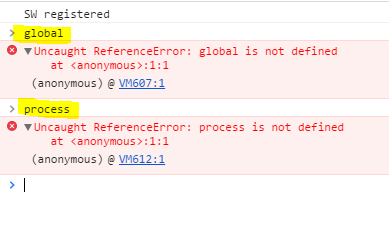 SW registered
> global
Uncaught ReferenceError: global is not defined
at <anonymous>:1:1
(anonymous) @ VM607:1
> process
Uncaught ReferenceError: process is not defined
at <anonymous>:1:1
(anonymous) @ VM612:1
>